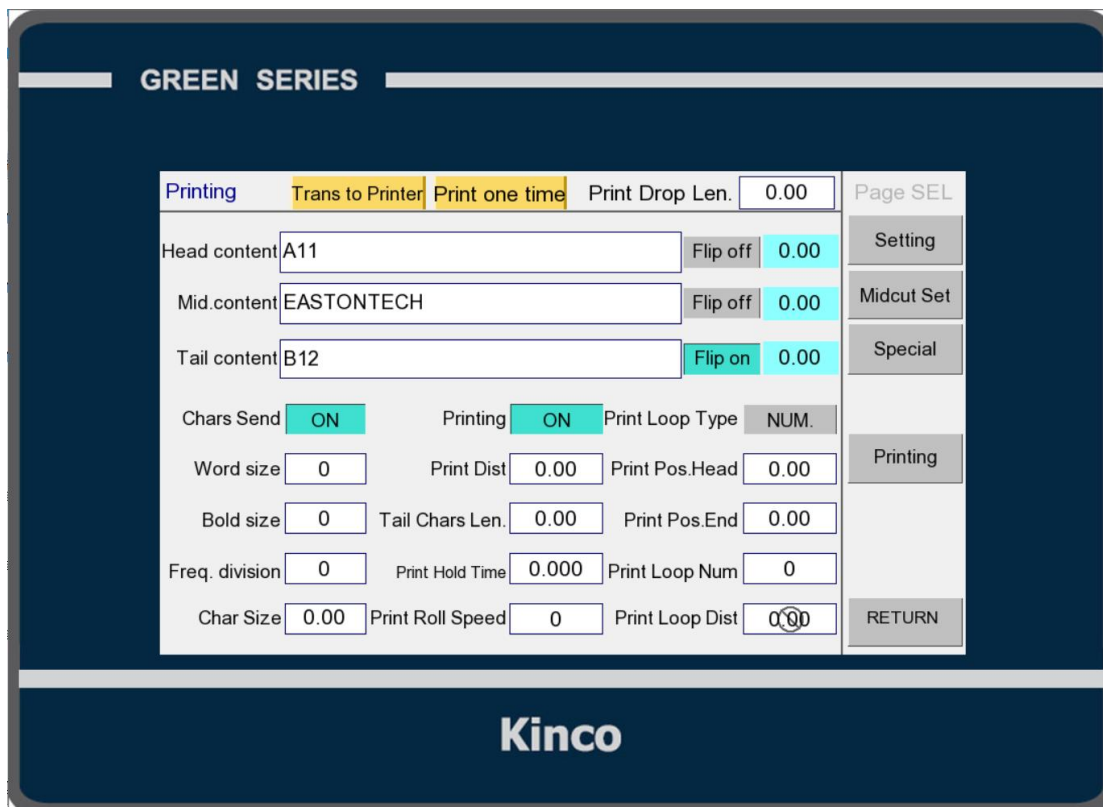 GREEN SERIES
Printing Trans to Printer Print one time Print Drop Len. 0.00 Page SEL
Head content A11 Flip off 0.00 Setting
Mid.content EASTONTECH Flip off 0.00 Midcut Set
Tail content B12 Flip on 0.00 Special
Chars Send ON Printing ON Print Loop Type NUM.
Word size 0 Print Dist 0.00 Print Pos.Head 0.00 Printing
Bold size 0 Tail Chars Len. 0.00 Print Pos.End 0.00
Freq. division 0 Print Hold Time 0.000 Print Loop Num 0
Char Size 0.00 Print Roll Speed 0 Print Loop Dist 0.00 RETURN
Kinco